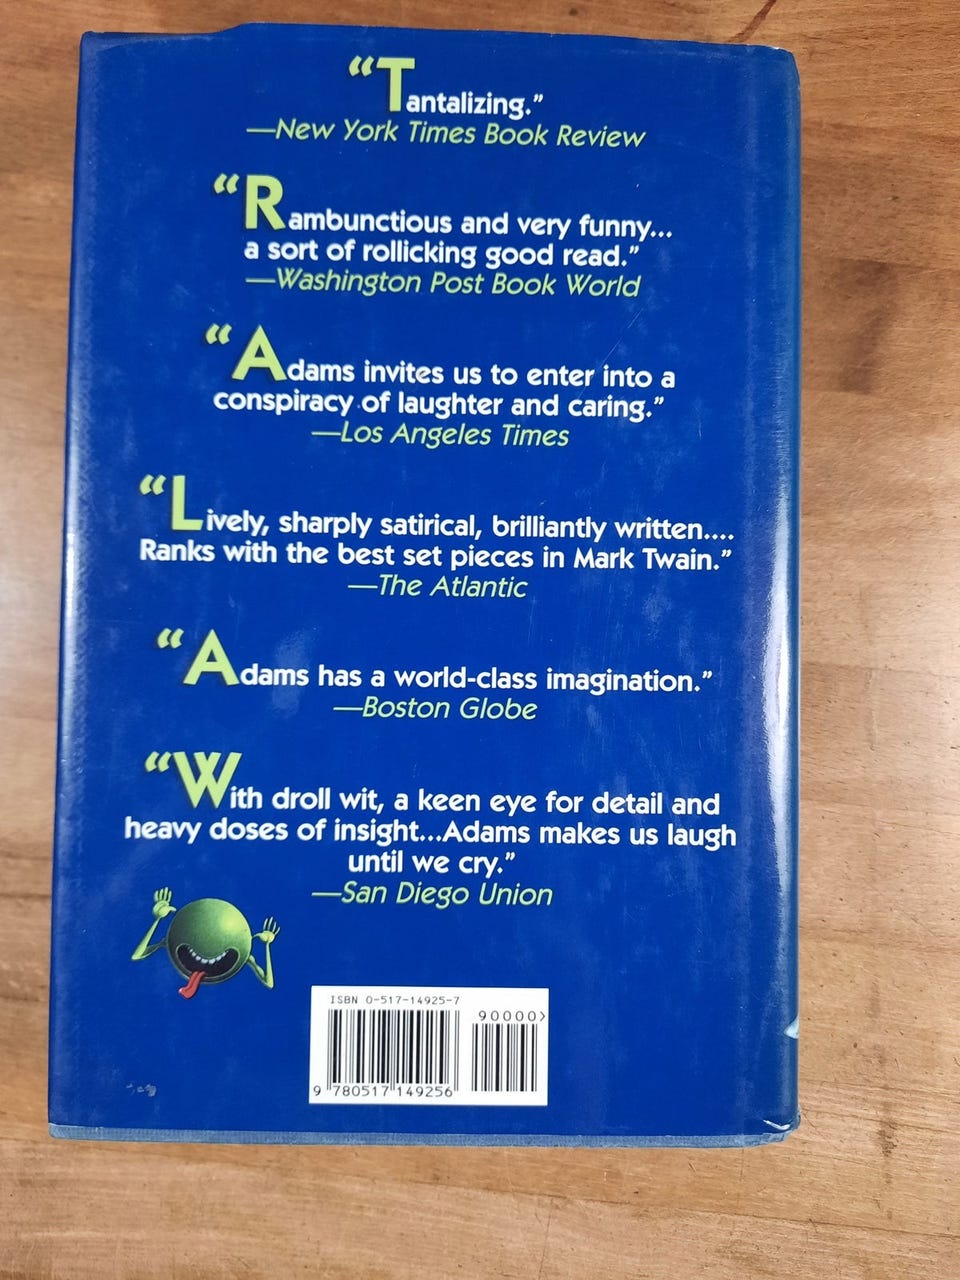 “Tantalizing.”
—New York Times Book Review
“Rambunctious and very funny...
a sort of rollicking good read.”
—Washington Post Book World
“Adams invites us to enter into a
conspiracy of laughter and caring.”
—Los Angeles Times
“Lively, sharply satirical, brilliantly written....
Ranks with the best set pieces in Mark Twain.”
—The Atlantic
“Adams has a world-class imagination.”
—Boston Globe
“With droll wit, a keen eye for detail and
heavy doses of insight...Adams makes us laugh
until we cry.”
—San Diego Union
ISBN 0-517-14925-7
90000>
9 780517 149256